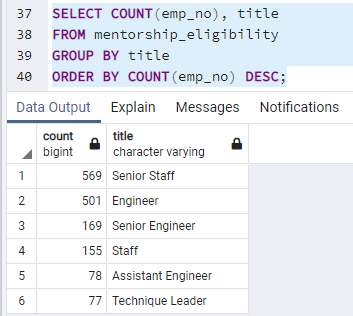 37 SELECT COUNT(emp_no), title
38 FROM mentorship_eligibility
39 GROUP BY title
40 ORDER BY COUNT(emp_no) DESC;
Data Output Explain Messages Notifications
count title
bigint character varying
1 569 Senior Staff
2 501 Engineer
3 169 Senior Engineer
4 155 Staff
5 78 Assistant Engineer
6 77 Technique Leader